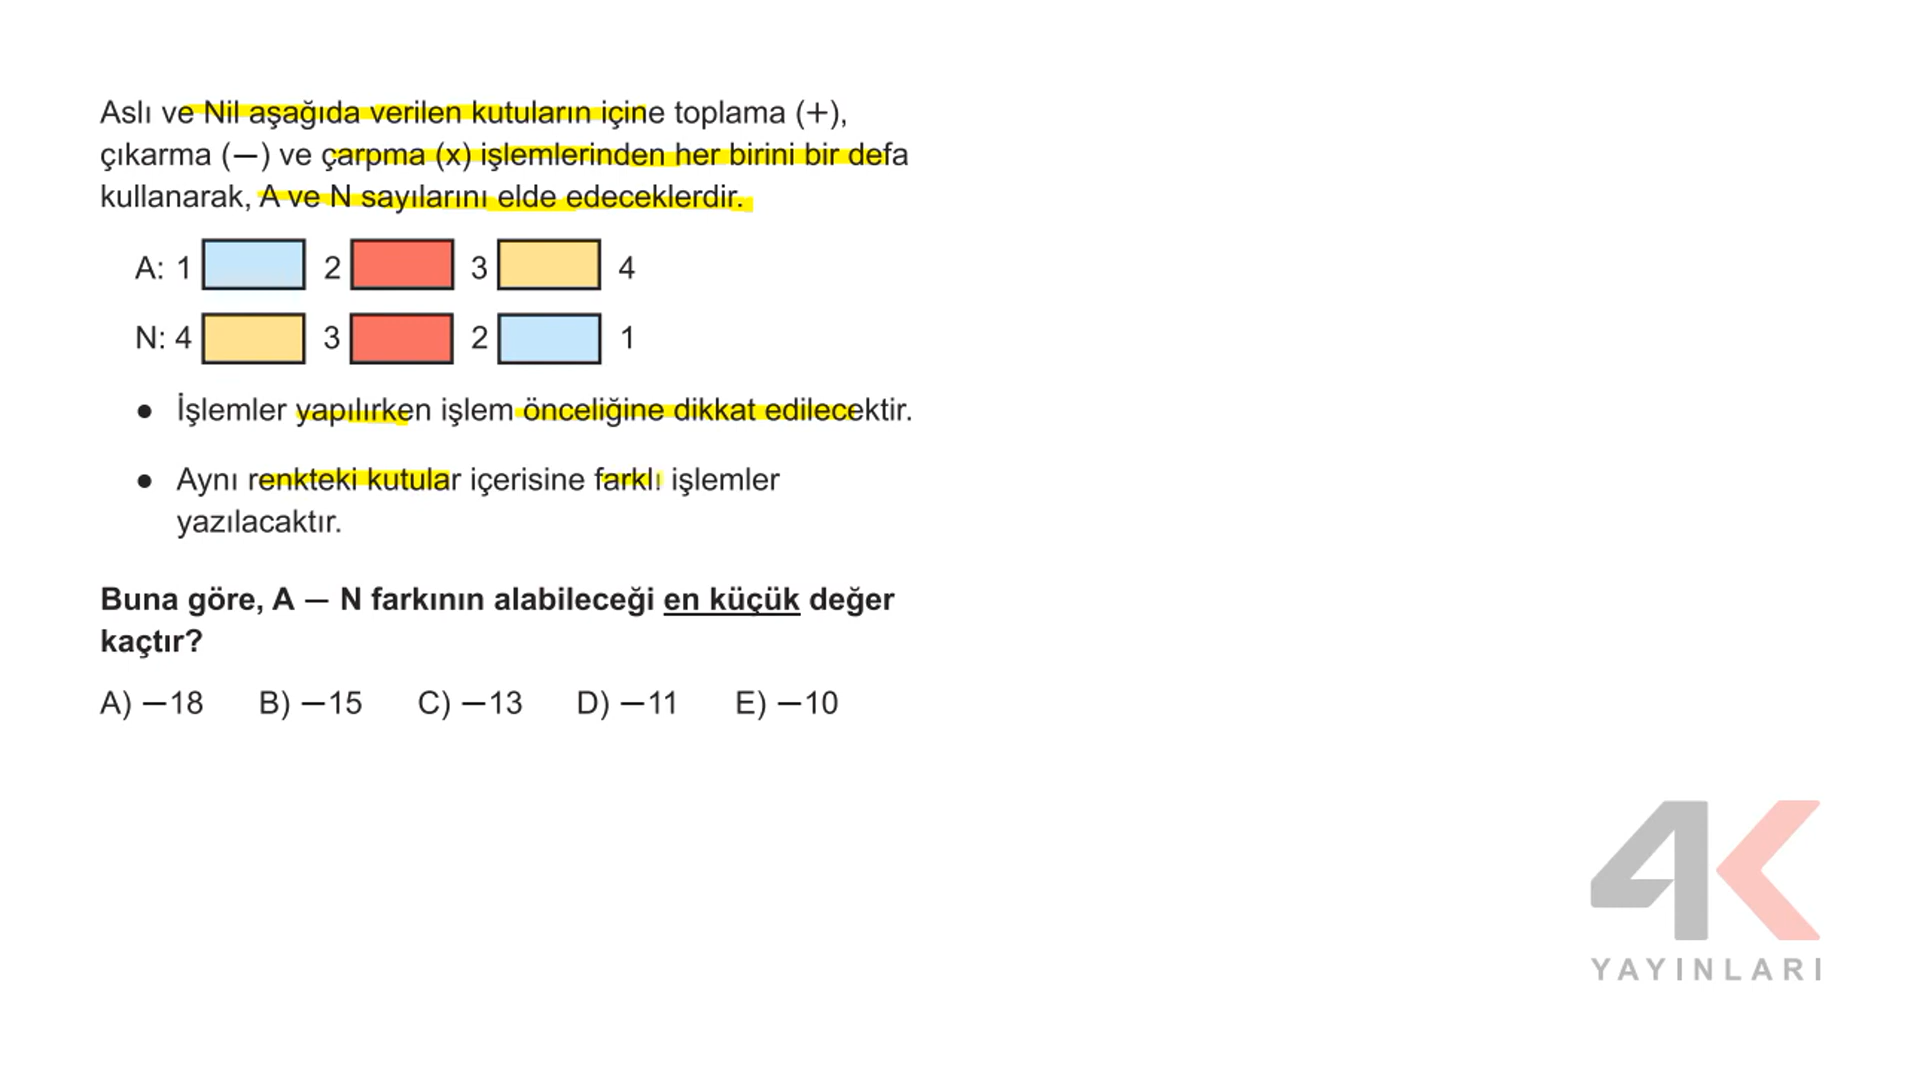 Aslı ve Nil aşağıda verilen kutuların içine toplama (+),
çıkarma (—) ve çarpma (x) işlemlerinden her birini bir defa
kullanarak, A ve N sayılarını elde edeceklerdir.
A: 1 2 3 4
N: 4 3 2 1
● İşlemler yapılırken işlem önceliğine dikkat edilecektir.
● Aynı renkteki kutular içerisine farklı işlemler
yazılacaktır.
Buna göre, A — N farkının alabileceği en küçük değer
kaçtır?
A) —18 B) —15 C) —13 D) —11 E) —10
4K
YAYINLARI